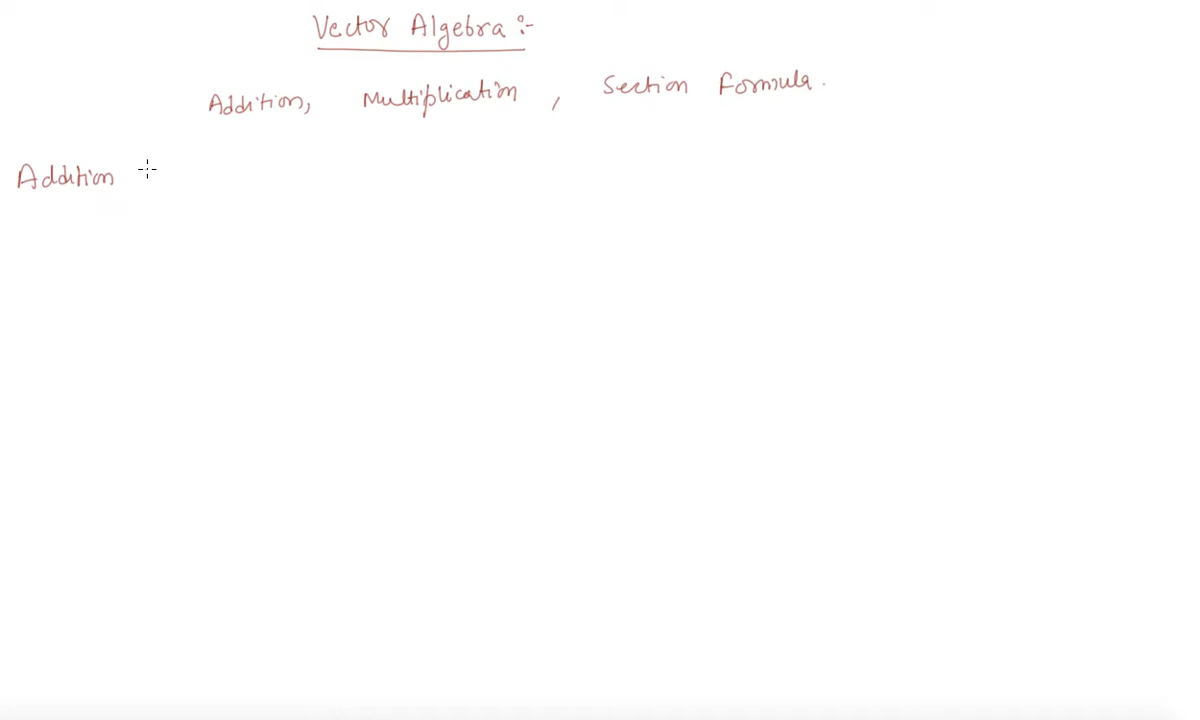 Vector Algebra :-
Addition, Multiplication, Section Formula.
Addition